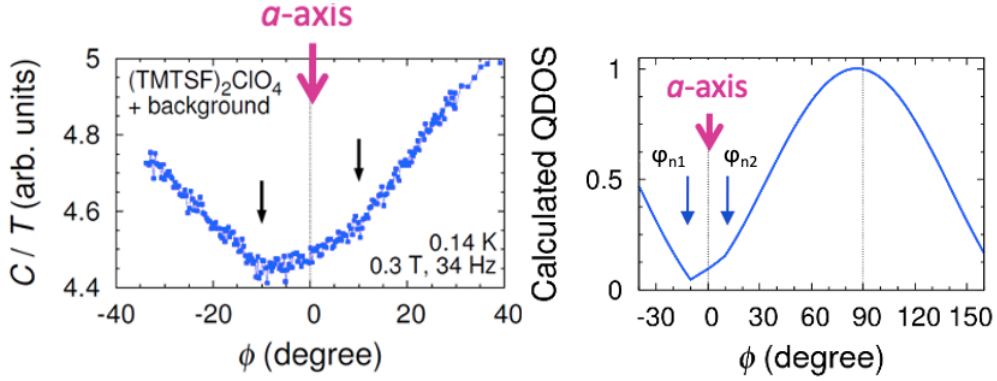 a-axis
5
4.8
4.6
4.4
C / T (arb. units)
(TMTSF)₂ClO₄
+ background
0.14 K
0.3 T, 34 Hz
-40
-20
0
20
40
ϕ (degree)
Calculated QDOS
1
0.5
0
a-axis
φn1
φn2
-30
0
30
60
90
120
150
ϕ (degree)